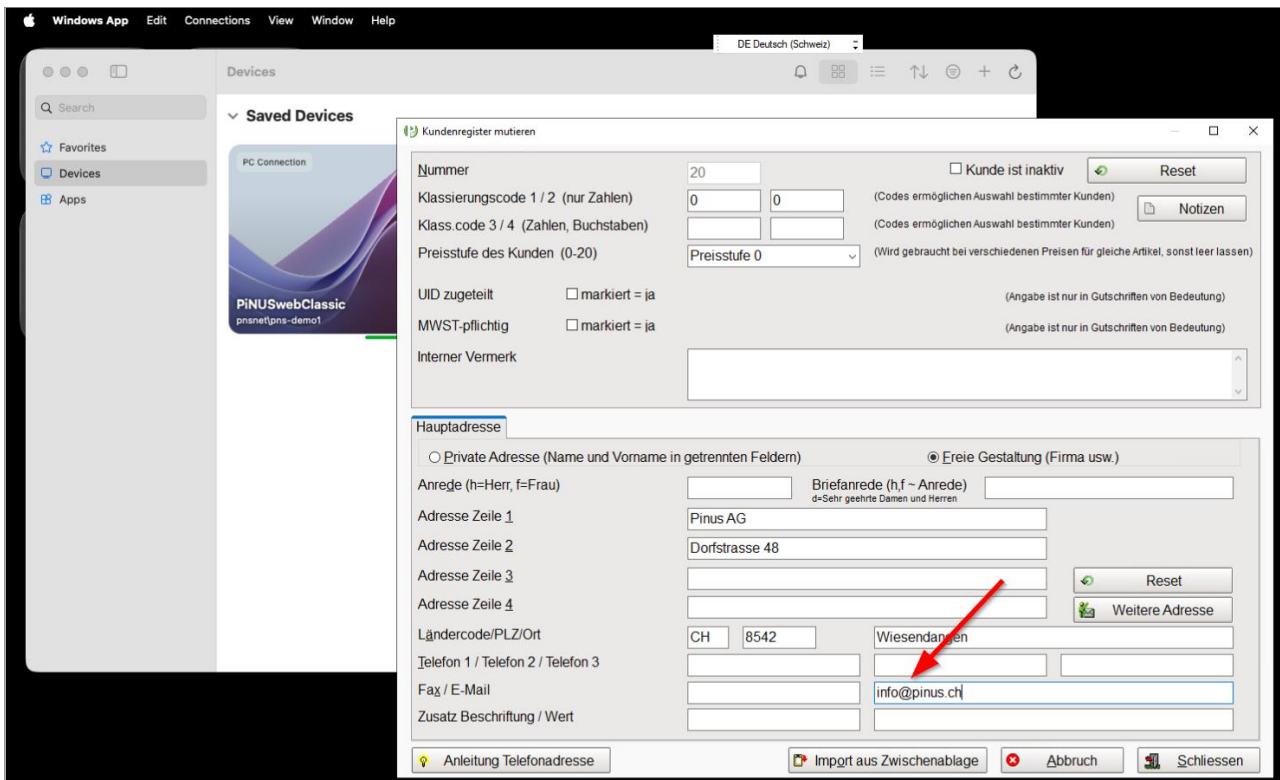 Windows App Edit Connections View Window Help
DE Deutsch (Schweiz)
Devices
Search
Saved Devices
Favorites
Devices
Apps
PC Connection
PiNUSwebClassic
pnsnet\pns-demo1
Kundenregister mutieren
Nummer 20 Kunde ist inaktiv Reset
Klassierungscode 1 / 2 (nur Zahlen) 0 0 (Codes ermöglichen Auswahl bestimmter Kunden) Notizen
Klass.code 3 / 4 (Zahlen, Buchstaben) (Codes ermöglichen Auswahl bestimmter Kunden)
Preisstufe des Kunden (0-20) Preisstufe 0 (Wird gebraucht bei verschiedenen Preisen für gleiche Artikel, sonst leer lassen)
UID zugeteilt markiert = ja (Angabe ist nur in Gutschriften von Bedeutung)
MWST-pflichtig markiert = ja (Angabe ist nur in Gutschriften von Bedeutung)
Interner Vermerk
Hauptadresse
Private Adresse (Name und Vorname in getrennten Feldern) Freie Gestaltung (Firma usw.)
Anrede (h=Herr, f=Frau) Briefanrede (h,f ~ Anrede)
d=Sehr geehrte Damen und Herren
Adresse Zeile 1 Pinus AG
Adresse Zeile 2 Dorfstrasse 48
Adresse Zeile 3 Reset
Adresse Zeile 4 Weitere Adresse
Ländercode/PLZ/Ort CH 8542 Wiesendangen
Telefon 1 / Telefon 2 / Telefon 3
Fax / E-Mail info@pinus.ch
Zusatz Beschriftung / Wert
Anleitung Telefonadresse Import aus Zwischenablage Abbruch Schliessen